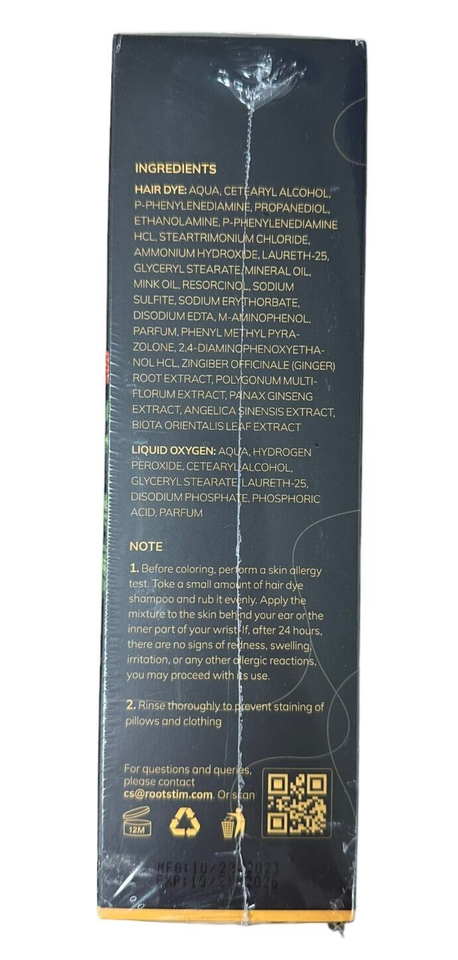 INGREDIENTS
HAIR DYE: AQUA, CETEARYL ALCOHOL,
P-PHENYLENEDIAMINE, PROPANEDIOL,
ETHANOLAMINE, P-PHENYLENEDIAMINE
HCL, STEARTRIMONIUM CHLORIDE,
AMMONIUM HYDROXIDE, LAURETH-25,
GLYCERYL STEARATE, MINERAL OIL,
MINK OIL, RESORCINOL, SODIUM
SULFITE, SODIUM ERYTHORBATE,
DISODIUM EDTA, M-AMINOPHENOL,
PARFUM, PHENYL METHYL PYRA-
ZOLONE, 2,4-DIAMINOPHENOXYETHA-
NOL HCL, ZINGIBER OFFICINALE (GINGER)
ROOT EXTRACT, POLYGONUM MULTI-
FLORUM EXTRACT, PANAX GINSENG
EXTRACT, ANGELICA SINENSIS EXTRACT,
BIOTA ORIENTALIS LEAF EXTRACT
LIQUID OXYGEN: AQUA, HYDROGEN
PEROXIDE, CETEARYL ALCOHOL,
GLYCERYL STEARATE, LAURETH-25,
DISODIUM PHOSPHATE, PHOSPHORIC
ACID, PARFUM
NOTE
1. Before coloring, perform a skin allergy
test. Take a small amount of hair dye
shampoo and rub it evenly. Apply the
mixture to the skin behind your ear or the
inner part of your wrist. If, after 24 hours,
there are no signs of redness, swelling,
irritation, or any other allergic reactions,
you may proceed with its use.
2. Rinse thoroughly to prevent staining of
pillows and clothing
For questions and queries,
please contact
cs@rootstim.com. Or scan
12M
MFG:10/22/2023
EXP:10/21/2026